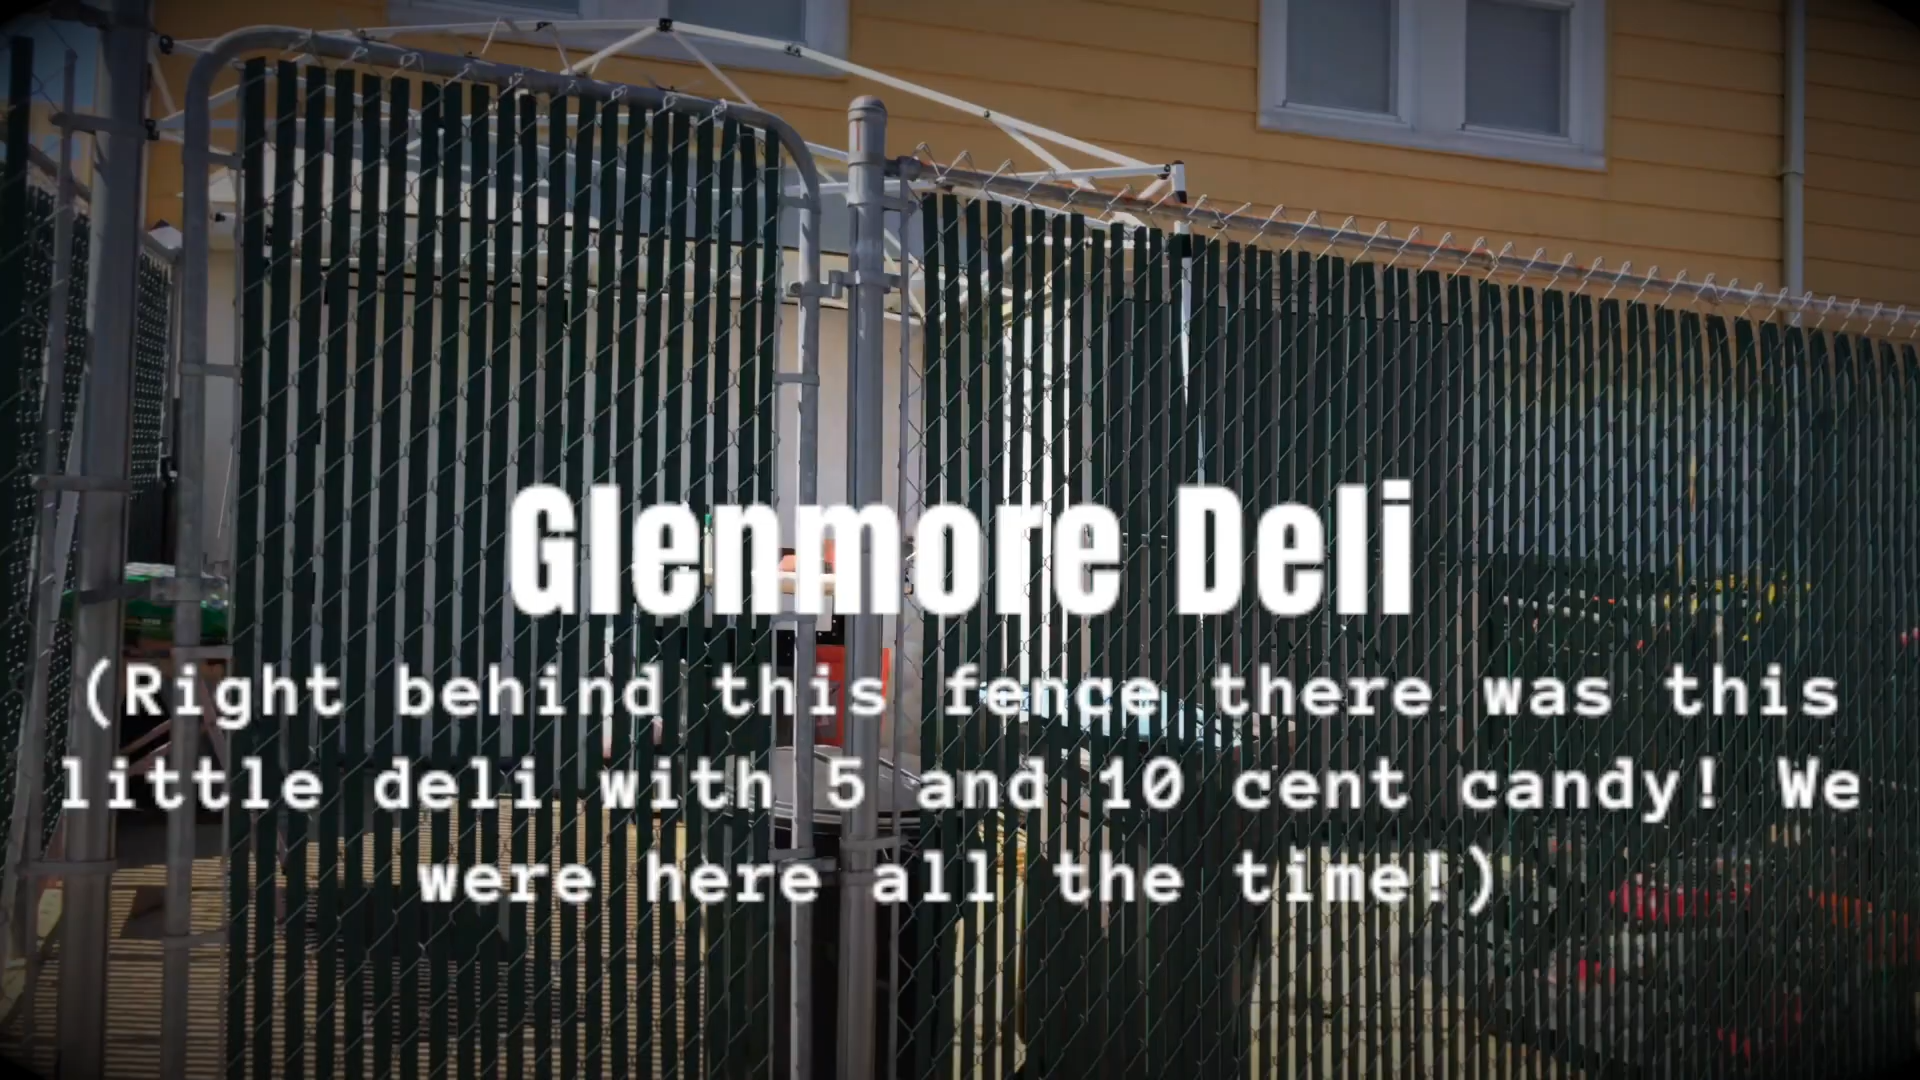 Glenmore Deli
(Right behind this fence there was this
little deli with 5 and 10 cent candy! We
were here all the time!)